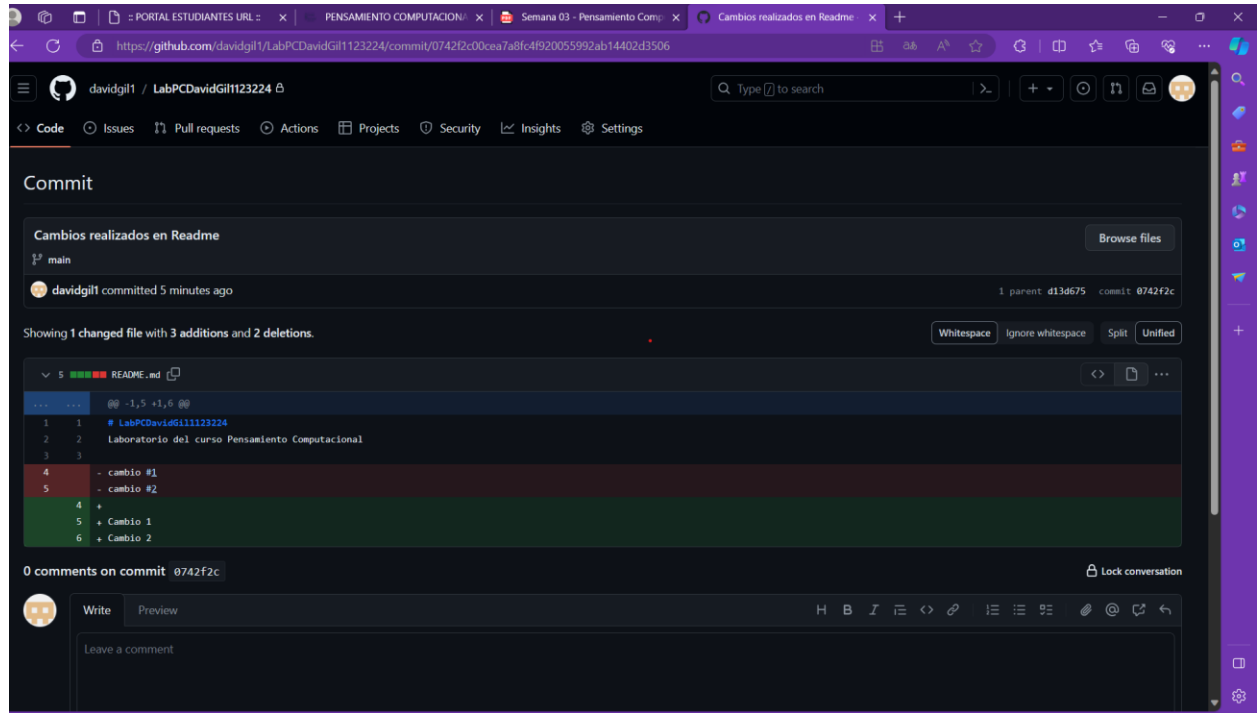 :: PORTAL ESTUDIANTES URL ::
PENSAMIENTO COMPUTACIONA
Semana 03 - Pensamiento Comp
Cambios realizados en Readme
https://github.com/davidgil1/LabPCDavidGil1123224/commit/0742f2c00cea7a8fc4f920055992ab14402d3506
davidgil1 / LabPCDavidGil1123224
Type / to search
Code Issues Pull requests Actions Projects Security Insights Settings
Commit
Cambios realizados en Readme
Browse files
main
davidgil1 committed 5 minutes ago
1 parent d13d675 commit 0742f2c
Showing 1 changed file with 3 additions and 2 deletions.
Whitespace Ignore whitespace Split Unified
5 README.md
... ... @@ -1,5 +1,6 @@
1 1 # LabPCDavidGil1123224
2 2 Laboratorio del curso Pensamiento Computacional
3 3
4 - cambio #1
5 - cambio #2
4 +
5 + Cambio 1
6 + Cambio 2
0 comments on commit 0742f2c
Lock conversation
Write Preview
Leave a comment